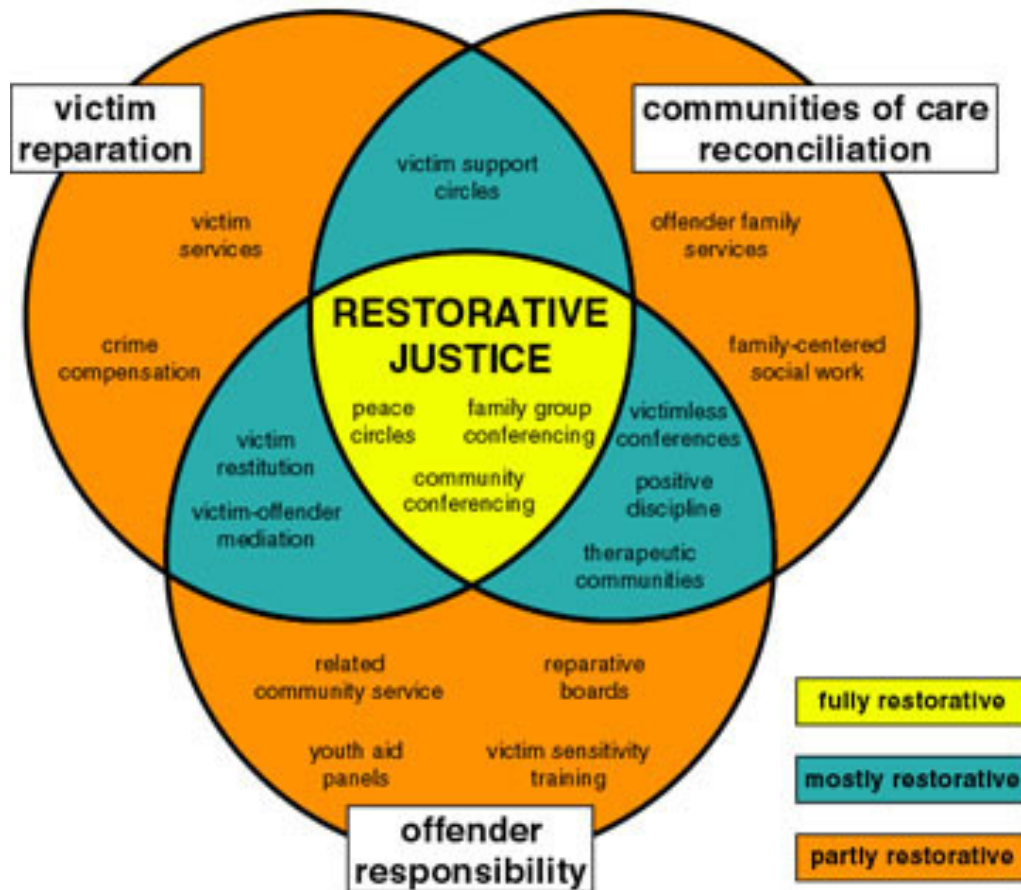 victim
reparation
communities of care
reconciliation
victim support
circles
victim
services
offender family
services
RESTORATIVE
JUSTICE
crime
compensation
family-centered
social work
peace
circles
family group
conferencing
victimless
conferences
victim
restitution
community
conferencing
positive
discipline
victim-offender
mediation
therapeutic
communities
related
community service
reparative
boards
youth aid
panels
victim sensitivity
training
offender
responsibility
fully restorative
mostly restorative
partly restorative